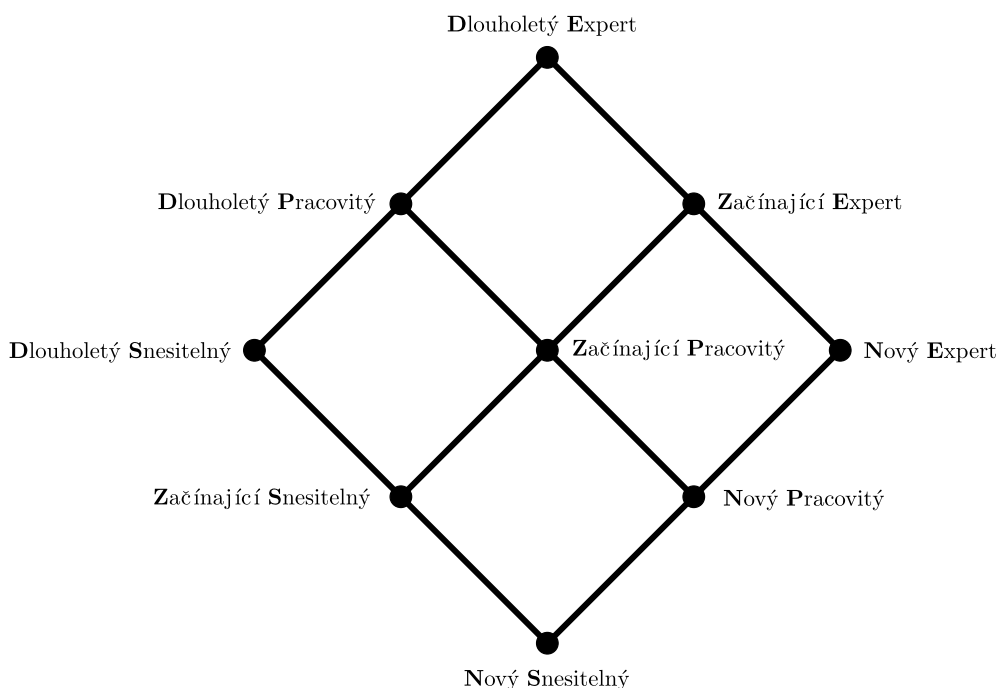 Dlouholetý Expert
Dlouholetý Pracovitý
Začínající Expert
Dlouholetý Snesitelný
Začínající Pracovitý
Nový Expert
Začínající Snesitelný
Nový Pracovitý
Nový Snesitelný